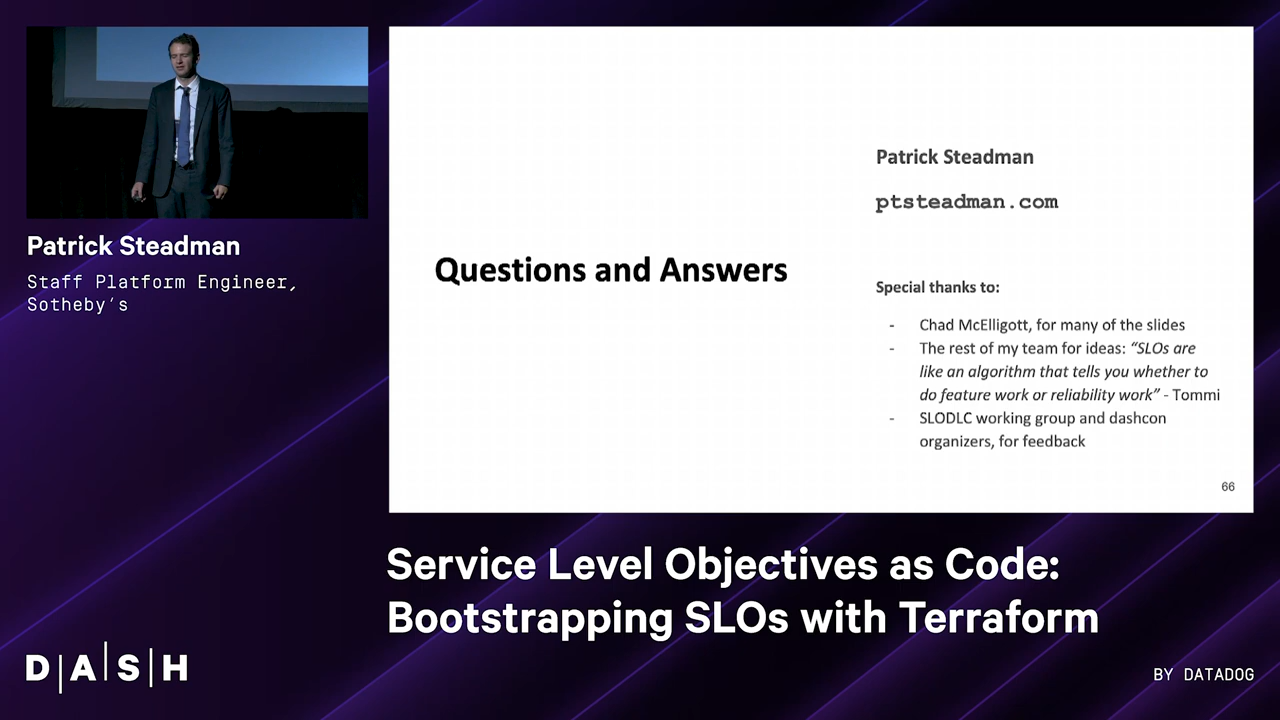 Patrick Steadman
Staff Platform Engineer,
Sotheby's
Questions and Answers
Patrick Steadman
ptsteadman.com
Special thanks to:
- Chad McElligott, for many of the slides
- The rest of my team for ideas: “SLOs are
like an algorithm that tells you whether to
do feature work or reliability work” - Tommi
- SLODLC working group and dashcon
organizers, for feedback
66
Service Level Objectives as Code:
Bootstrapping SLOs with Terraform
D|A|S|H
BY DATADOG